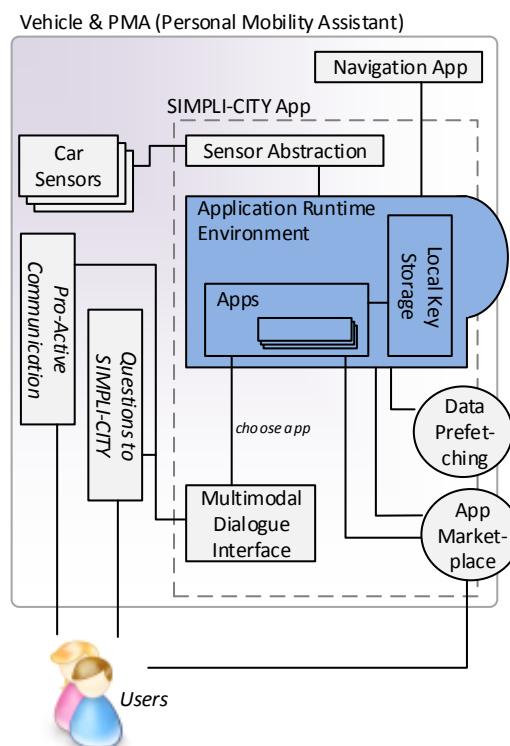 Vehicle & PMA (Personal Mobility Assistant)
Navigation App
SIMPLI-CITY App
Car
Sensors
Sensor Abstraction
Application Runtime
Environment
Local Key
Storage
Apps
Pro-Active
Communication
Questions to
SIMPLI-CITY
choose app
Data
Prefet-
ching
Multimodal
Dialogue
Interface
App
Market-
place
Users